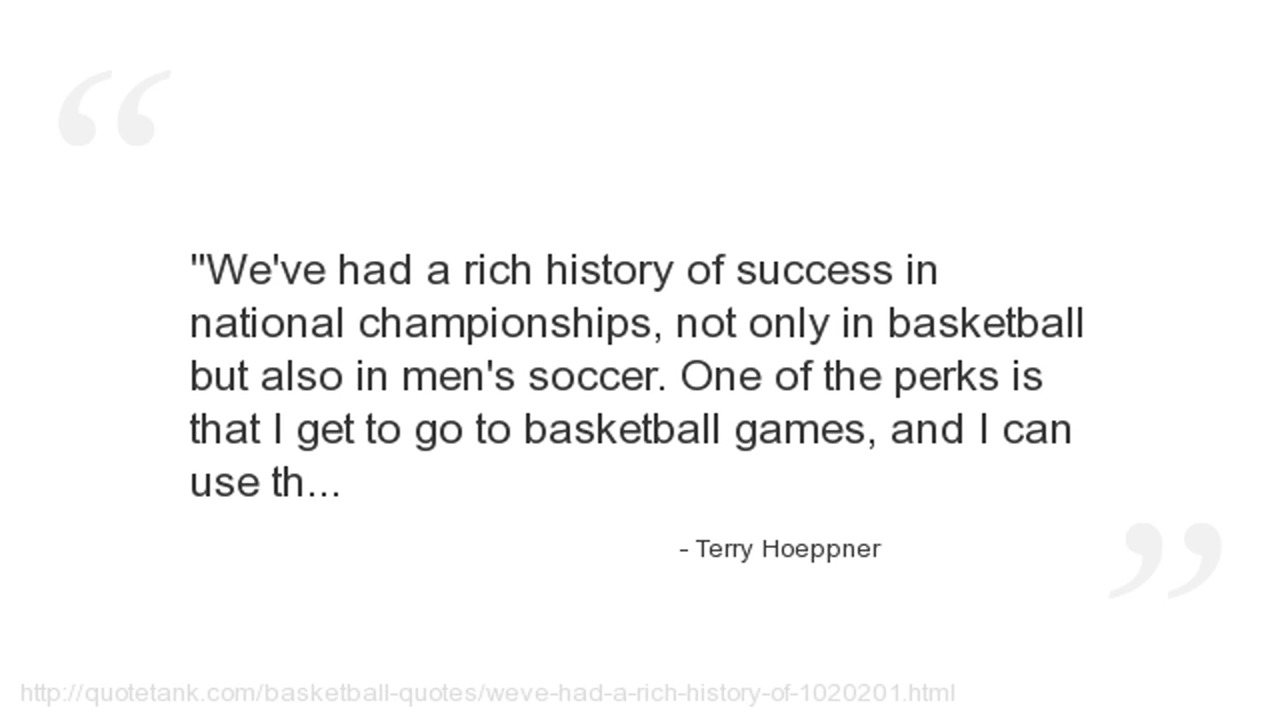 "We've had a rich history of success in
national championships, not only in basketball
but also in men's soccer. One of the perks is
that I get to go to basketball games, and I can
use th...
- Terry Hoeppner
http://quotetank.com/basketball-quotes/weve-had-a-rich-history-of-1020201.html